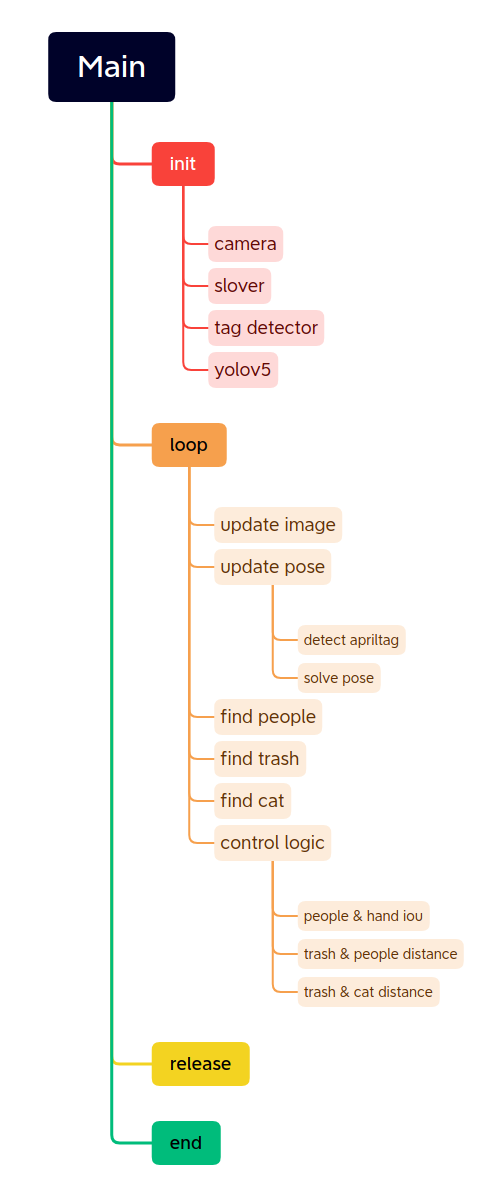 Main
init
camera
slover
tag detector
yolov5
loop
update image
update pose
detect apriltag
solve pose
find people
find trash
find cat
control logic
people & hand iou
trash & people distance
trash & cat distance
release
end